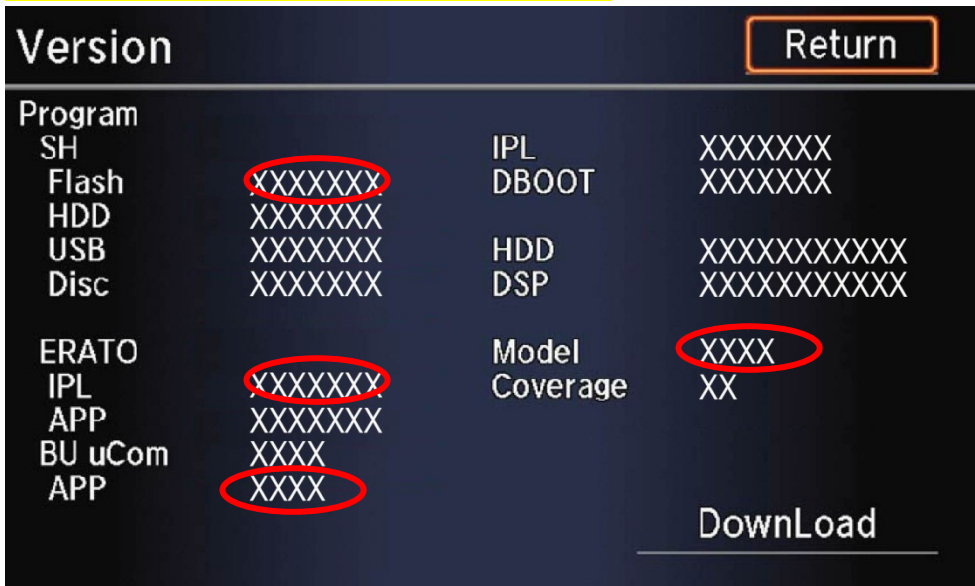 Version Return
Program
SH IPL XXXXXXX
Flash XXXXXXX DBOOT XXXXXXX
HDD XXXXXXX
USB XXXXXXX HDD XXXXXXXXXXX
Disc XXXXXXX DSP XXXXXXXXXXX
ERATO Model XXXX
IPL XXXXXXX Coverage XX
APP XXXXXXX
BU uCom XXXX
APP XXXX
DownLoad